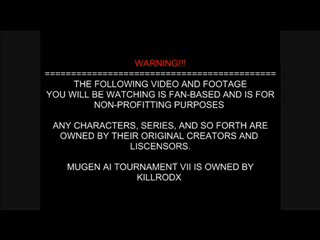 WARNING!!!
============================================
THE FOLLOWING VIDEO AND FOOTAGE
YOU WILL BE WATCHING IS FAN-BASED AND IS FOR
NON-PROFITTING PURPOSES
ANY CHARACTERS, SERIES, AND SO FORTH ARE
OWNED BY THEIR ORIGINAL CREATORS AND
LISCENSORS.
MUGEN AI TOURNAMENT VII IS OWNED BY
KILLRODX